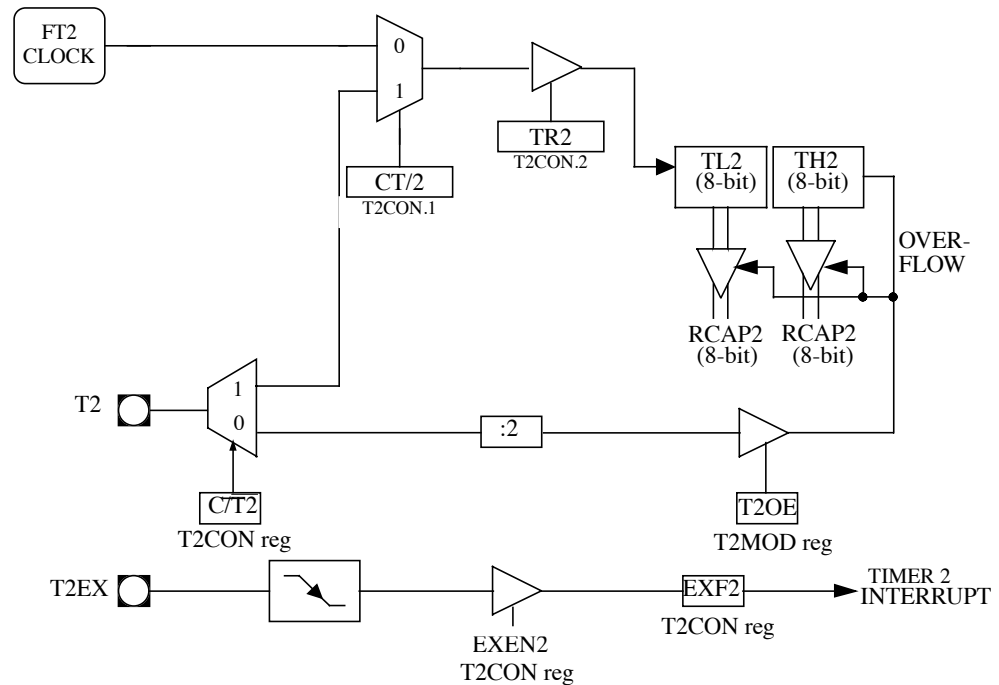 FT2
CLOCK
0
1
TR2
T2CON.2
CT/2
T2CON.1
TL2
(8-bit)
TH2
(8-bit)
OVER-
FLOW
RCAP2
(8-bit)
RCAP2
(8-bit)
T2
1
0
:2
C/T2
T2CON reg
T2OE
T2MOD reg
T2EX
EXEN2
T2CON reg
EXF2
T2CON reg
TIMER 2
INTERRUPT